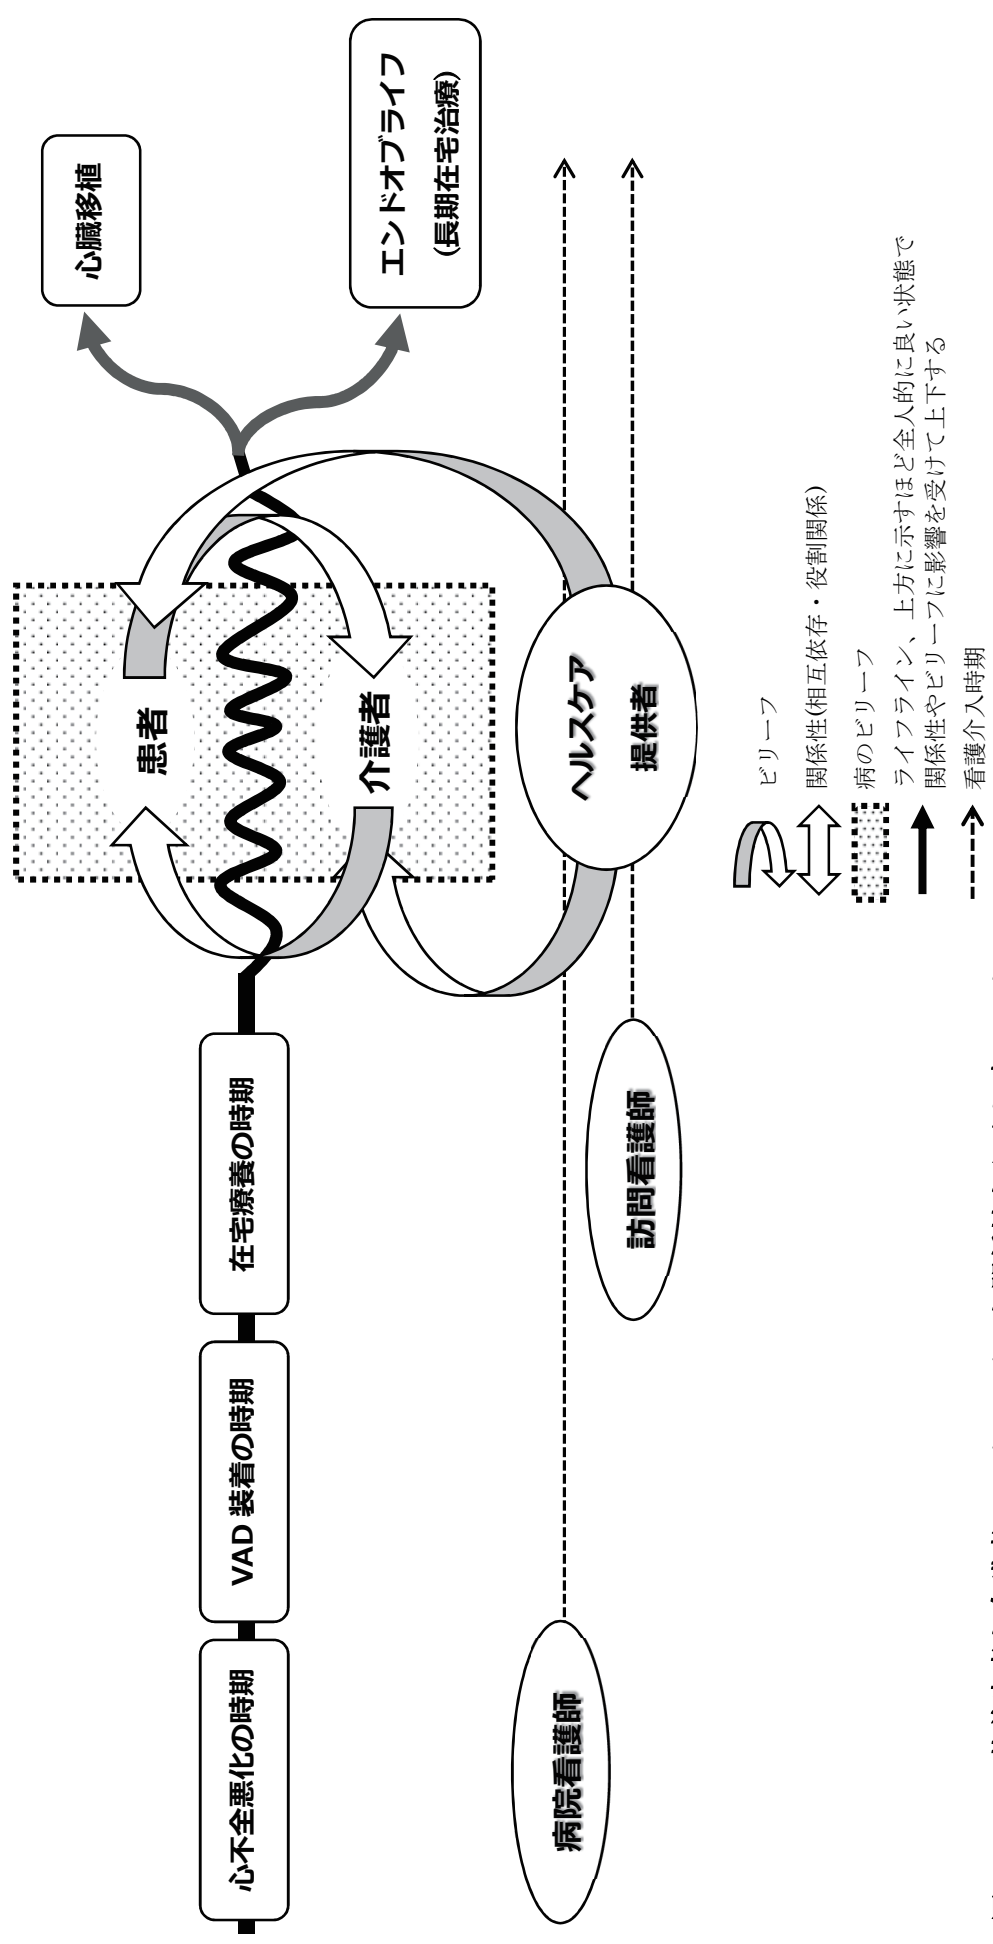 心不全悪化の時期
VAD 装着の時期
在宅療養の時期
患者
介護者
心臓移植
エンドオブライフ
(長期在宅治療)
病院看護師
訪問看護師
ヘルスケア
提供者
ビリーフ
関係性(相互依存・役割関係)
病のビリーフ
ライフライン、上方に示すほど全人的に良い状態で
関係性やビリーフに影響を受けて上下する
看護介入時期